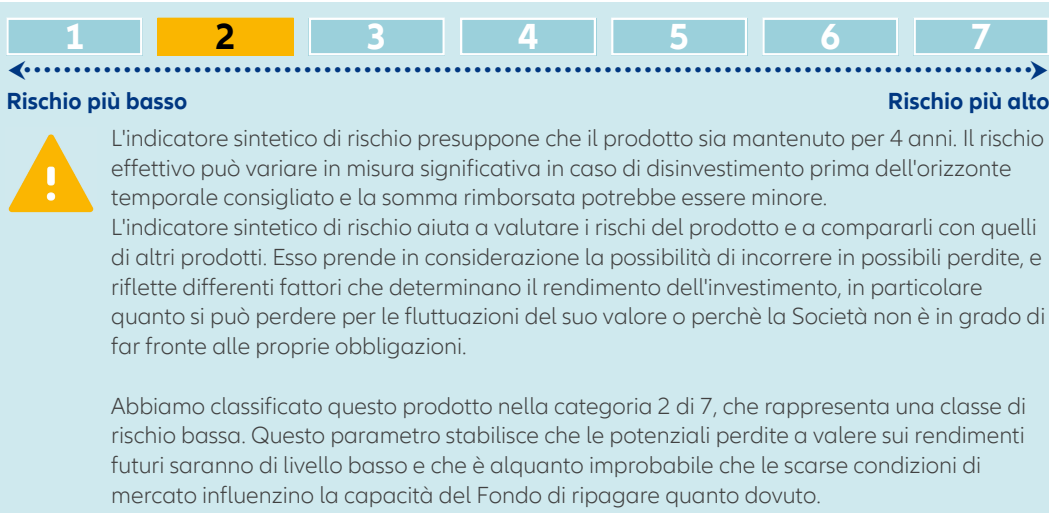 1 2 3 4 5 6 7
Rischio più basso Rischio più alto
L'indicatore sintetico di rischio presuppone che il prodotto sia mantenuto per 4 anni. Il rischio
effettivo può variare in misura significativa in caso di disinvestimento prima dell'orizzonte
temporale consigliato e la somma rimborsata potrebbe essere minore.
L'indicatore sintetico di rischio aiuta a valutare i rischi del prodotto e a compararli con quelli
di altri prodotti. Esso prende in considerazione la possibilità di incorrere in possibili perdite, e
riflette differenti fattori che determinano il rendimento dell'investimento, in particolare
quanto si può perdere per le fluttuazioni del suo valore o perchè la Società non è in grado di
far fronte alle proprie obbligazioni.
Abbiamo classificato questo prodotto nella categoria 2 di 7, che rappresenta una classe di
rischio bassa. Questo parametro stabilisce che le potenziali perdite a valere sui rendimenti
futuri saranno di livello basso e che è alquanto improbabile che le scarse condizioni di
mercato influenzino la capacità del Fondo di ripagare quanto dovuto.